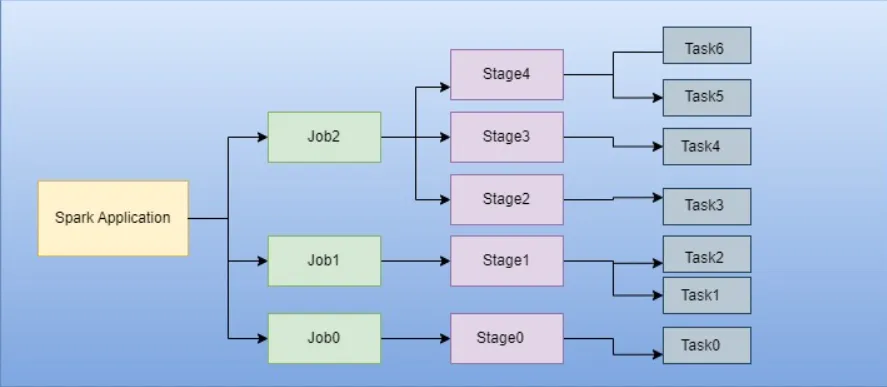 Spark Application
Job2
Job1
Job0
Stage4
Stage3
Stage2
Stage1
Stage0
Task6
Task5
Task4
Task3
Task2
Task1
Task0